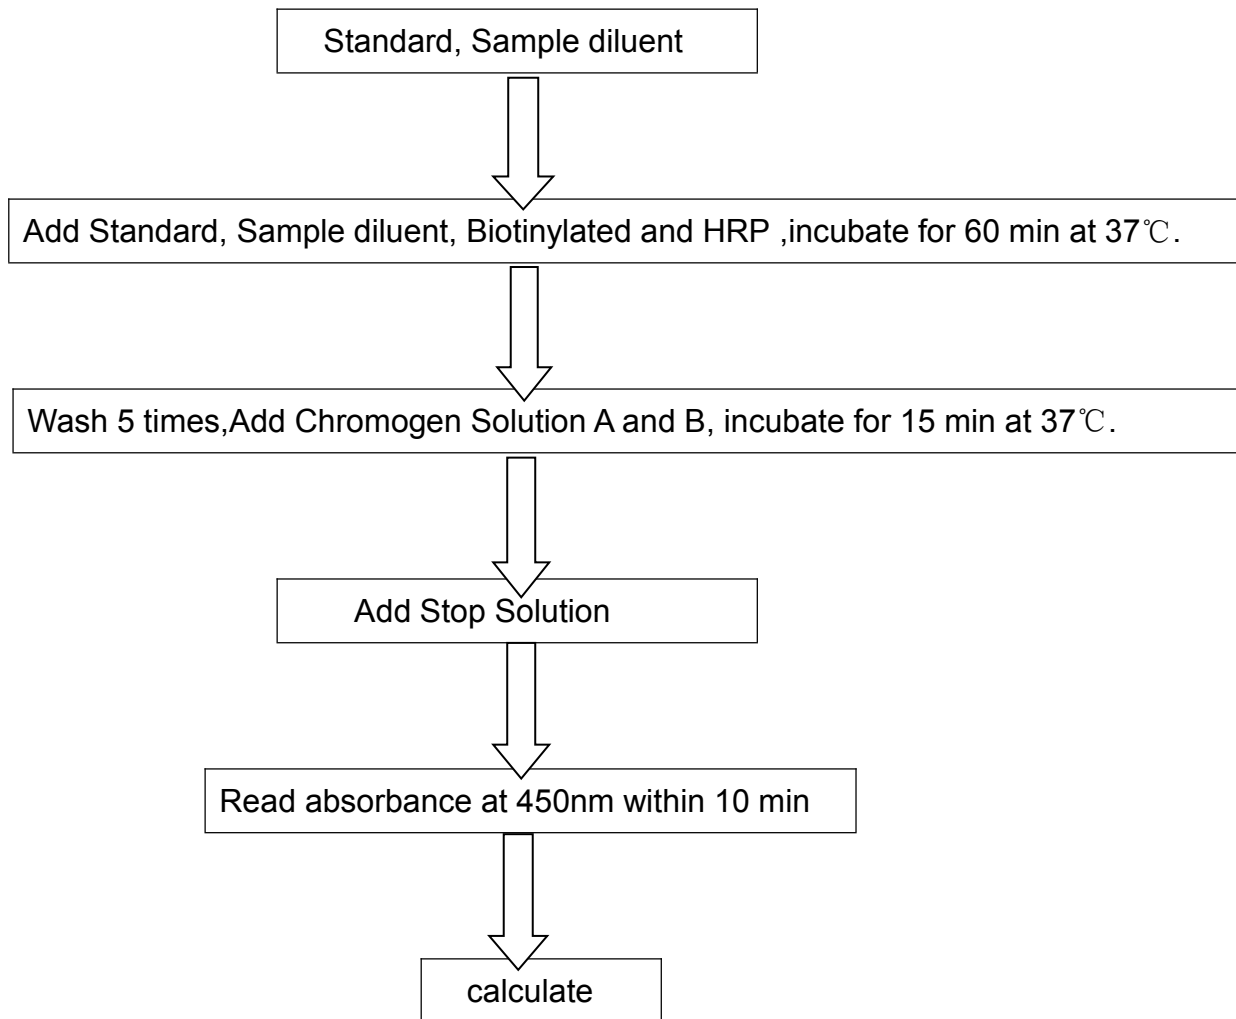 Standard, Sample diluent
Add Standard, Sample diluent, Biotinylated and HRP ,incubate for 60 min at 37℃.
Wash 5 times,Add Chromogen Solution A and B, incubate for 15 min at 37℃.
Add Stop Solution
Read absorbance at 450nm within 10 min
calculate